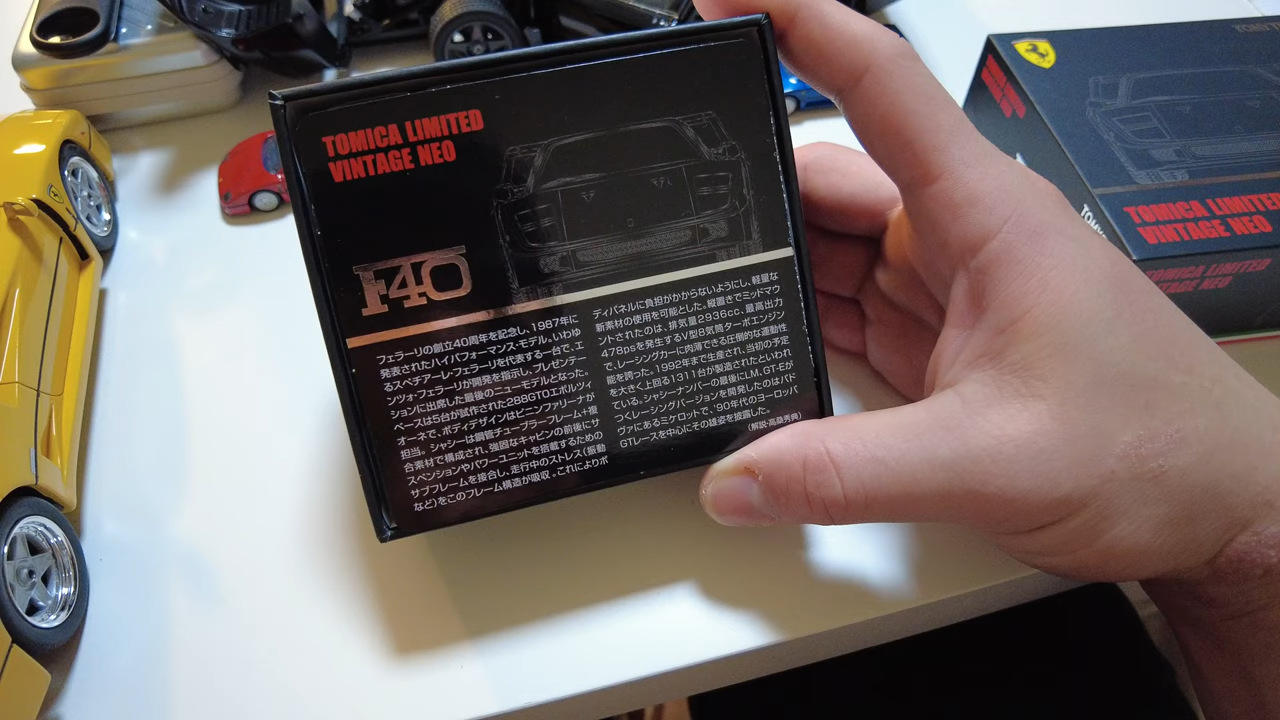 TOMICA LIMITED
VINTAGE NEO
F40
フェラーリの創立40周年を記念し、1987年に
発表されたハイパフォーマンス・モデル。いわゆ
るスペチアーレ・フェラーリを代表する一台で、エ
ンツォ・フェラーリが開発を指示し、プレゼンテー
ションに出席した最後のニューモデルとなった。
ベースは5台が試作された288GTOエボルツィ
オーネで、ボディデザインはピニンファリーナが
担当。シャシーは鋼管チューブラーフレーム+複
合素材で構成され、強固なキャビンの前後にサ
スペンションやパワーユニットを搭載するための
サブフレームを接合し、走行中のストレス(振動
など)をこのフレーム構造が吸収。これによりボ
ディパネルに負担がかからないようにし、軽量な
新素材の使用を可能とした。縦置きでミッドマウ
ントされたのは、排気量2936cc、最高出力
478psを発生するV型8気筒ターボエンジン
で、レーシングカーに肉薄できる圧倒的な運動性
能を誇った。1992年まで生産され、当初の予定
を大きく上回る1311台が製造されたといわれ
ている。シャシーナンバーの最後にLM、GT-Eが
つくレーシングバージョンを開発したのはパド
ヴァにあるミケロットで、'90年代のヨーロッパ
GTレースを中心にその雄姿を披露した。
(解説・高桑秀典)
TOMICA LIMITED
VINTAGE NEO
TOMICA LIMITED
VINTAGE NEO